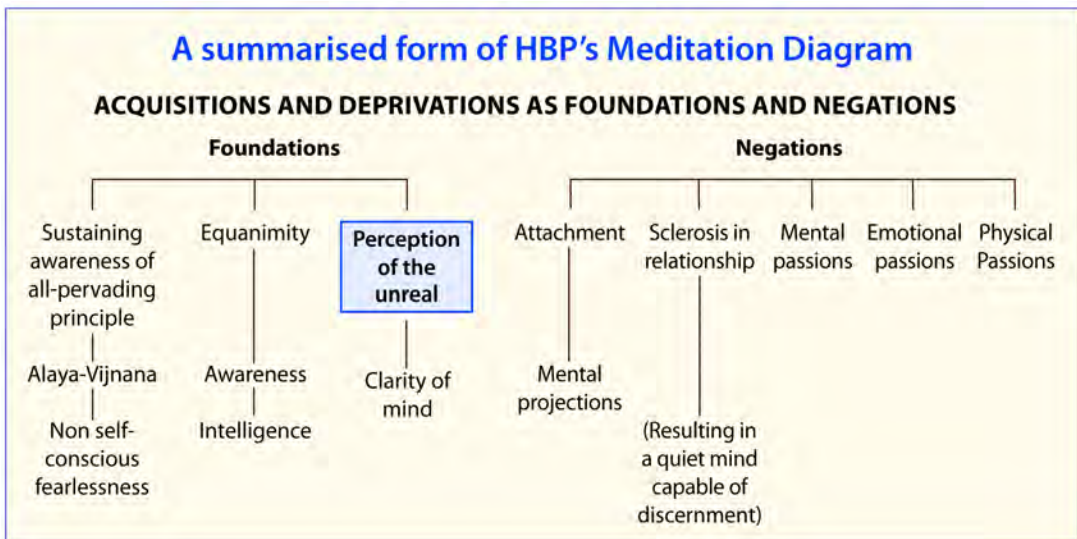 A summarised form of HBP's Meditation Diagram
ACQUISITIONS AND DEPRIVATIONS AS FOUNDATIONS AND NEGATIONS
Foundations
Sustaining
awareness of
all-pervading
principle
Alaya-Vijnana
Non self-
conscious
fearlessness
Equanimity
Awareness
Intelligence
Perception
of the
unreal
Clarity of
mind
Negations
Attachment
Mental
projections
Sclerosis in
relationship
(Resulting in
a quiet mind
capable of
discernment)
Mental
passions
Emotional
passions
Physical
Passions